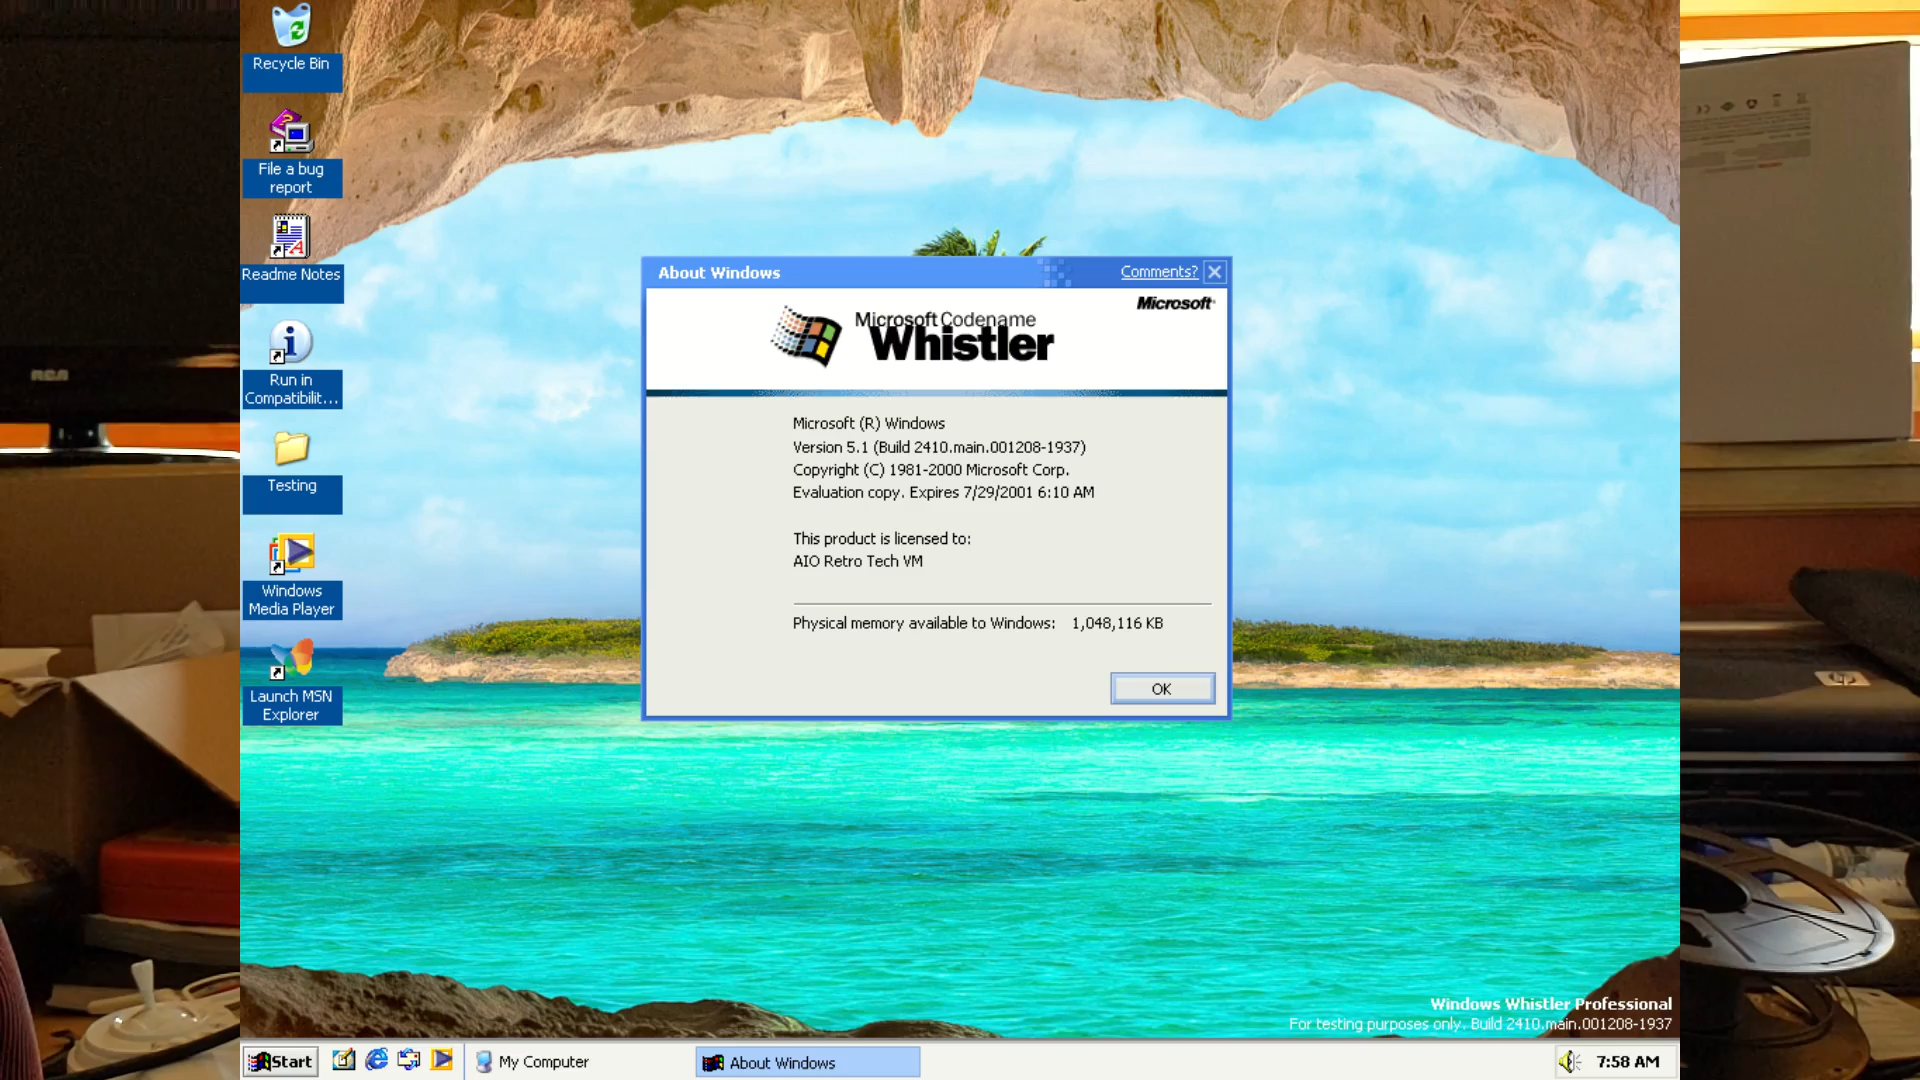 Recycle Bin
File a bug
report
Readme Notes
Run in
Compatibilit...
Testing
Windows
Media Player
Launch MSN
Explorer
RCA
About Windows
Comments?
Microsoft
Microsoft Codename
Whistler
Microsoft (R) Windows
Version 5.1 (Build 2410.main.001208-1937)
Copyright (C) 1981-2000 Microsoft Corp.
Evaluation copy. Expires 7/29/2001 6:10 AM
This product is licensed to:
AIO Retro Tech VM
Physical memory available to Windows: 1,048,116 KB
OK
hp
Windows Whistler Professional
For testing purposes only. Build 2410.main.001208-1937
Start
My Computer
About Windows
7:58 AM